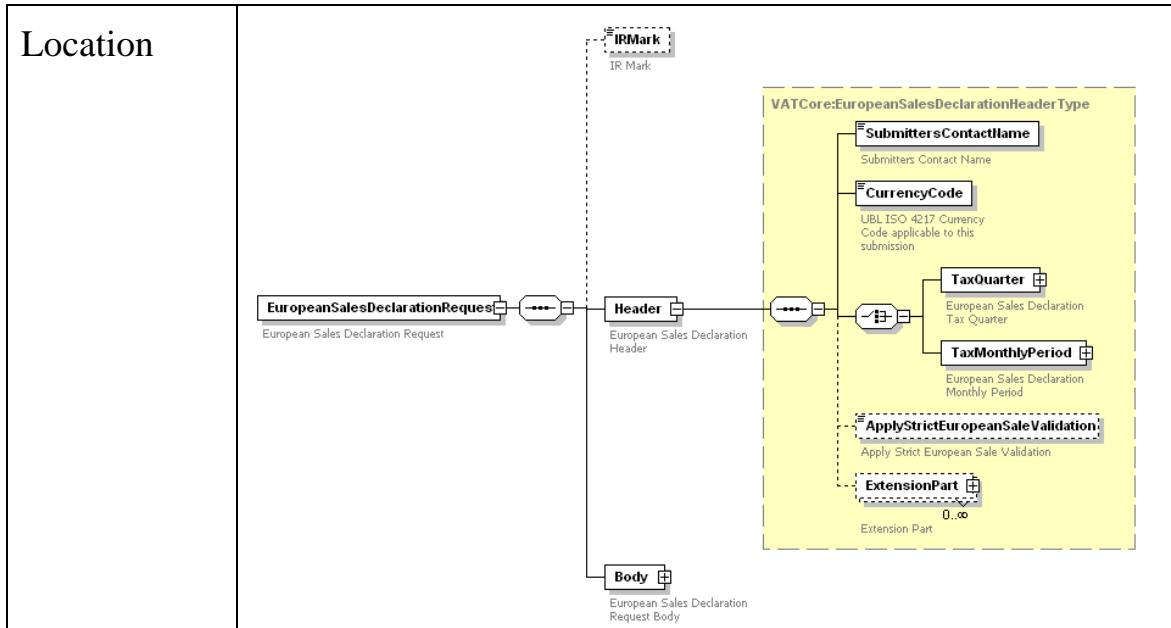 Location
IRMark
IR Mark
VATCore:EuropeanSalesDeclarationHeaderType
SubmittersContactName
Submitters Contact Name
CurrencyCode
UBL ISO 4217 Currency
Code applicable to this
submission
EuropeanSalesDeclarationReques
European Sales Declaration Request
Header
European Sales Declaration
Header
TaxQuarter
European Sales Declaration
Tax Quarter
TaxMonthlyPeriod
European Sales Declaration
Monthly Period
ApplyStrictEuropeanSaleValidation
Apply Strict European Sale Validation
ExtensionPart
0..∞
Extension Part
Body
European Sales Declaration
Request Body